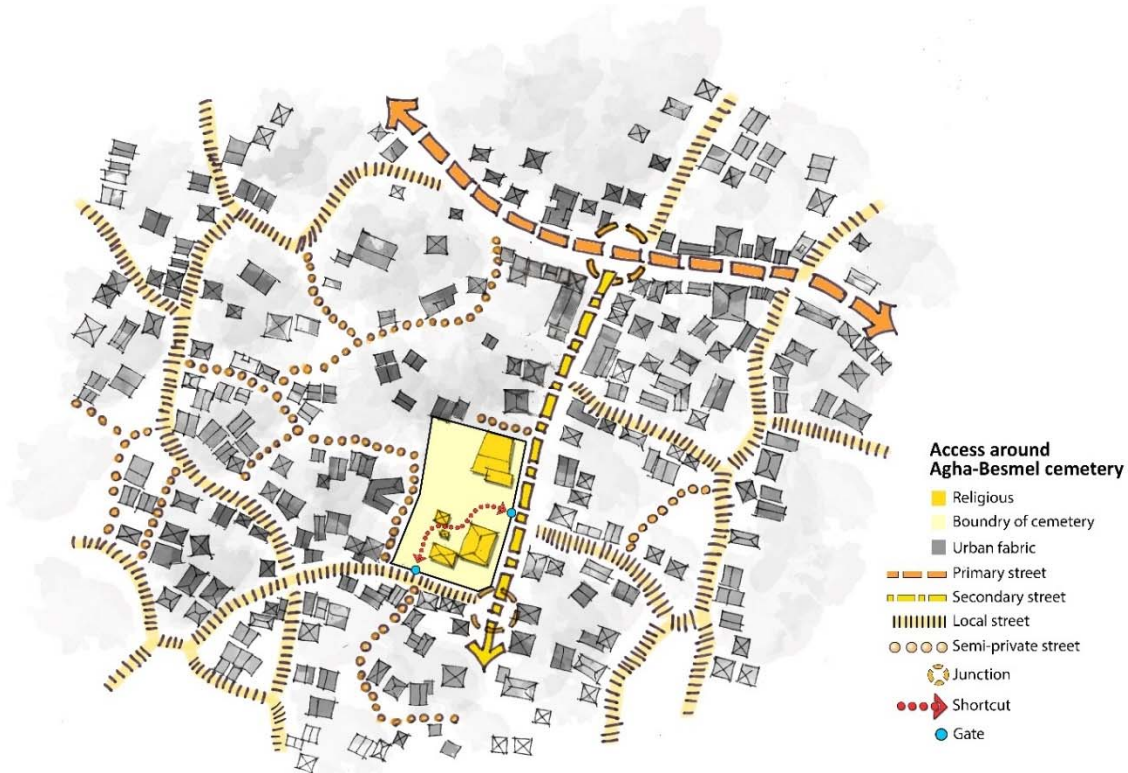 Access around
Agha-Besmel cemetery
Religious
Boundry of cemetery
Urban fabric
Primary street
Secondary street
Local street
Semi-private street
Junction
Shortcut
Gate